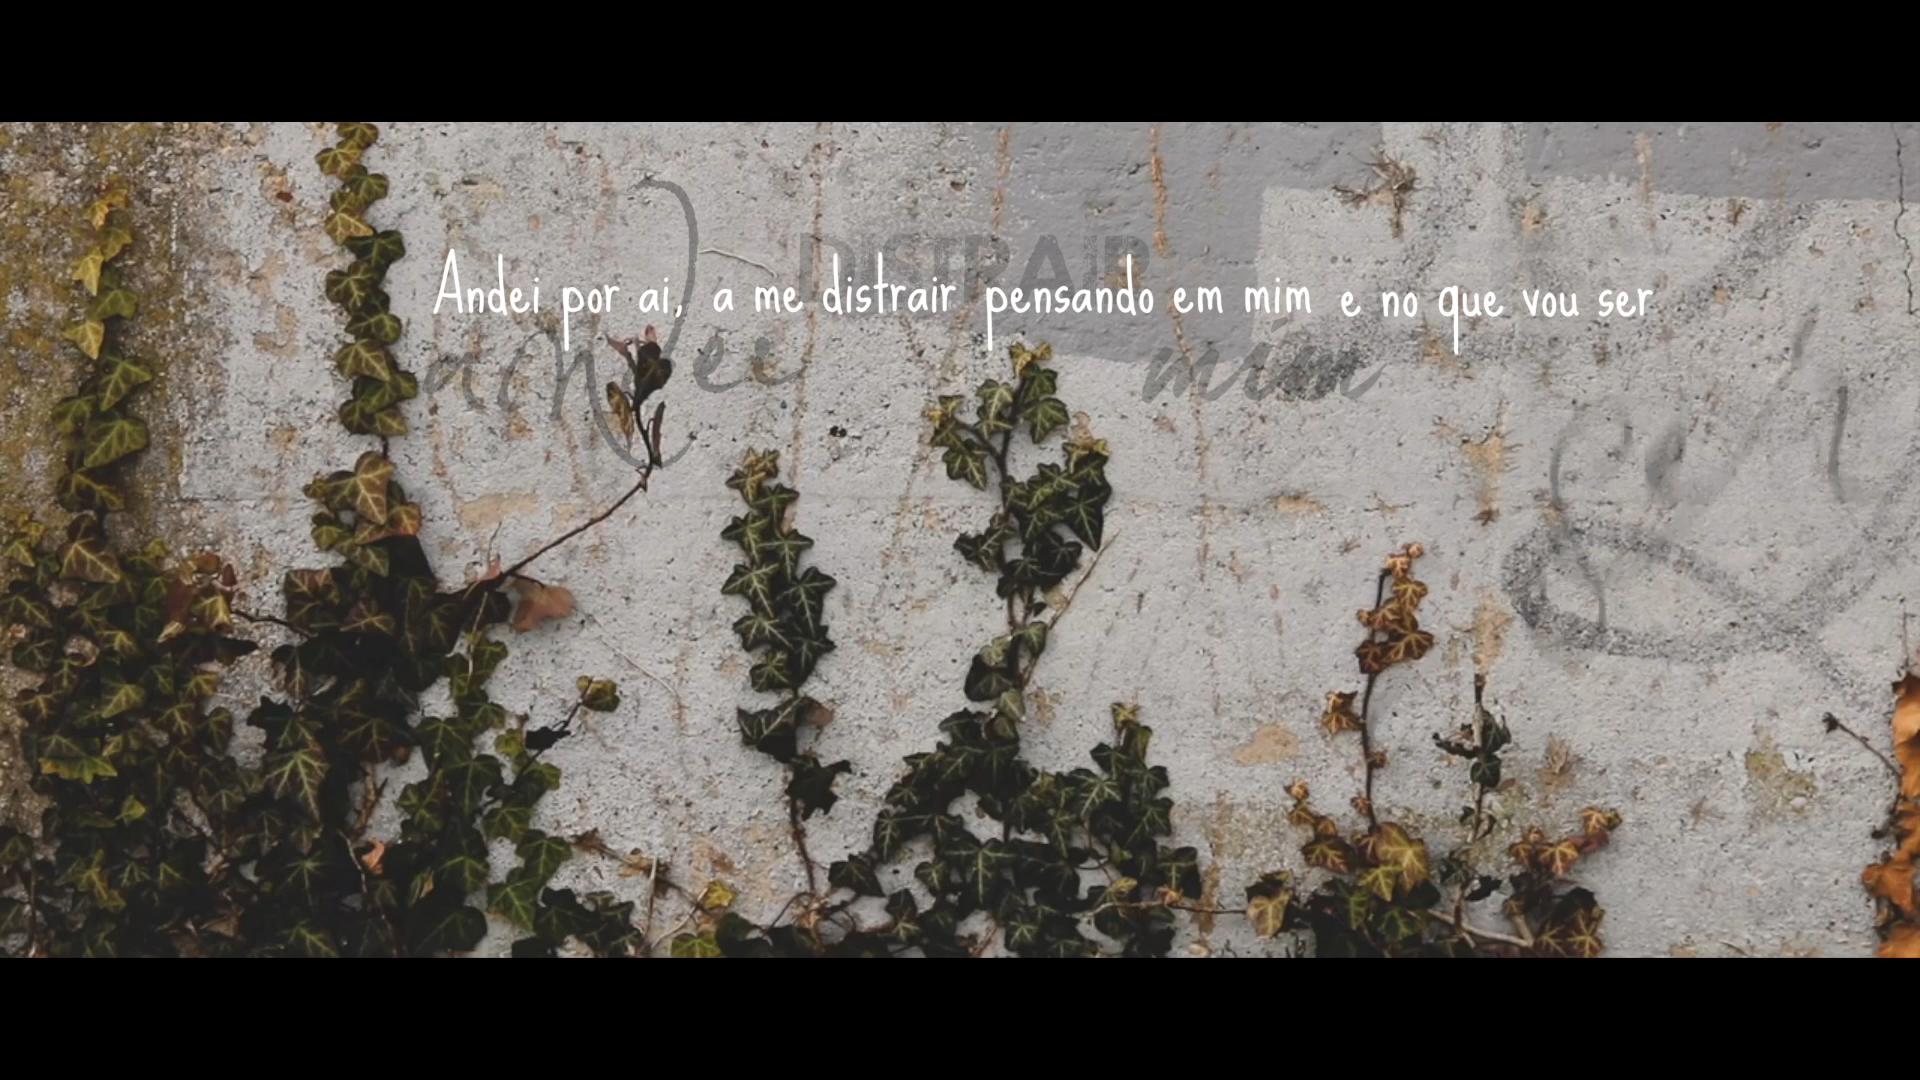 Andei por ai, a me distrair pensando em mim e no que vou ser
DISTRAIR
mim